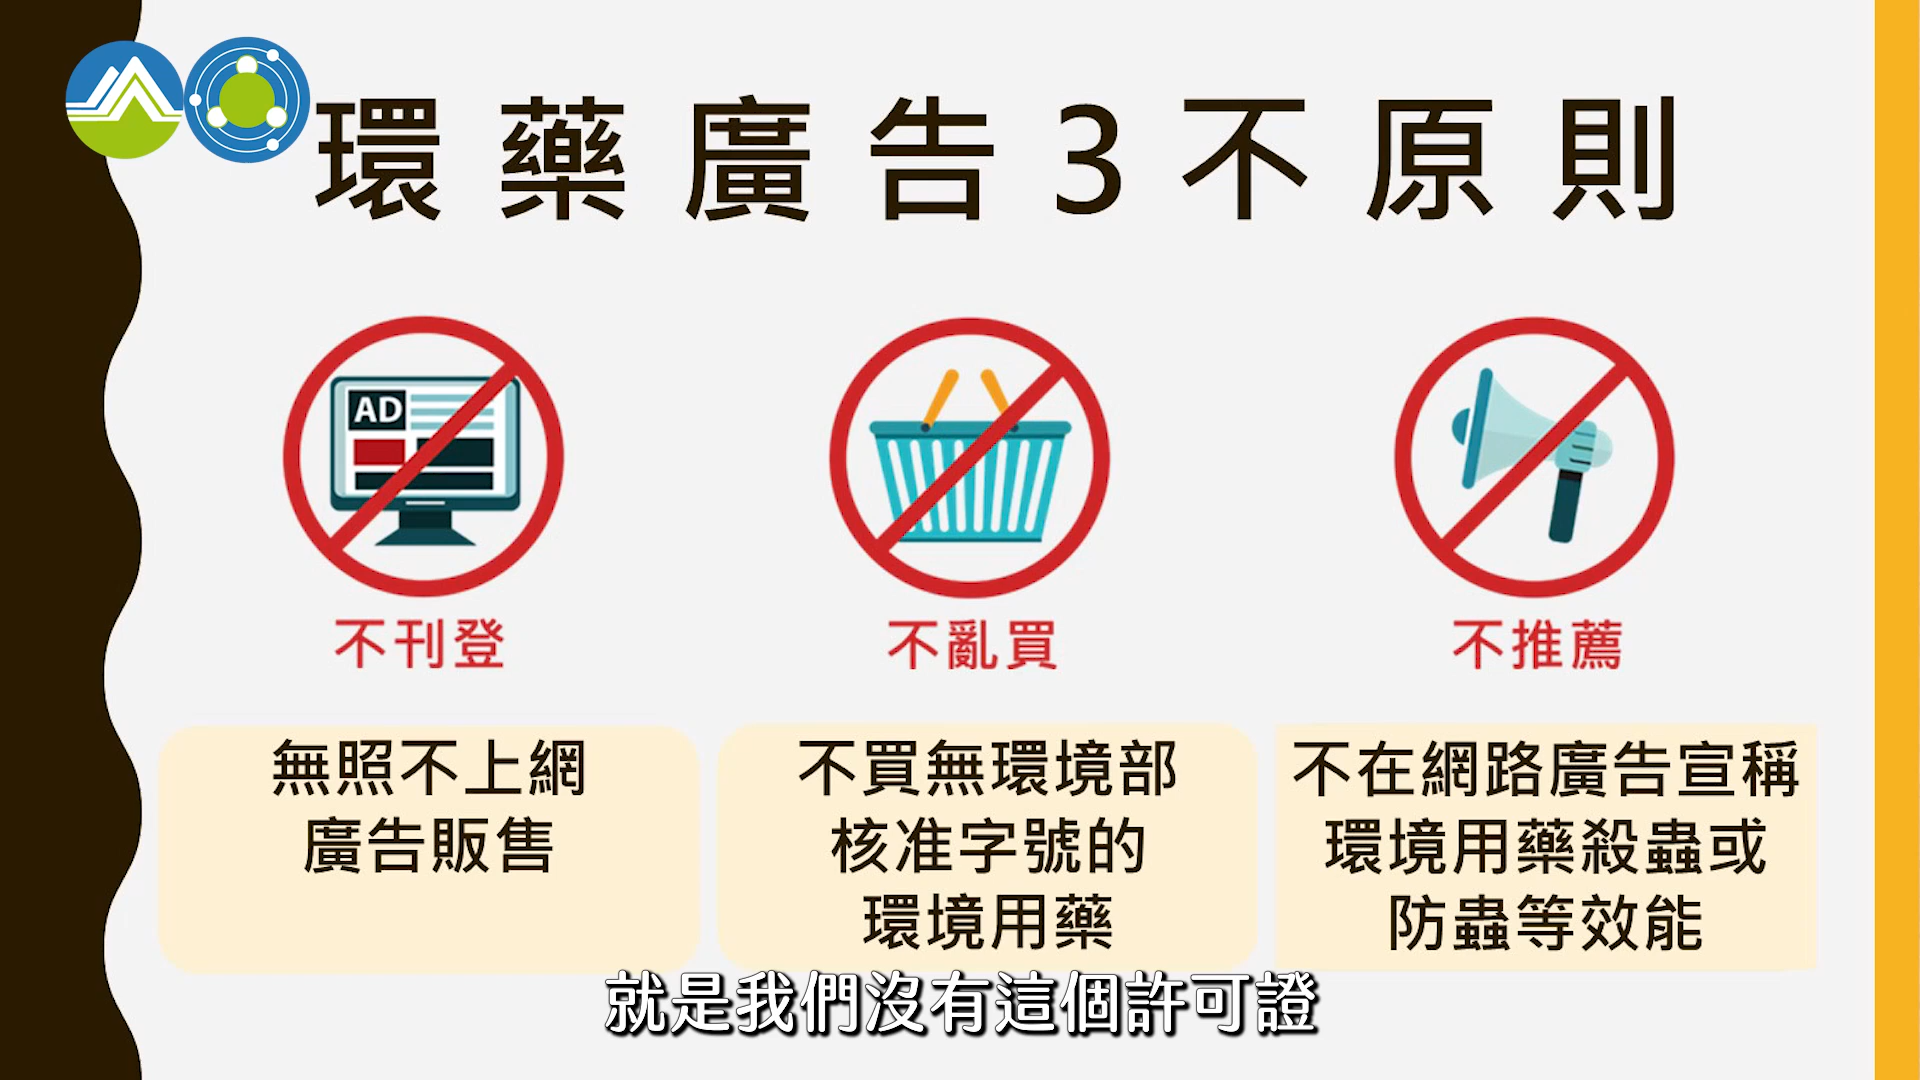 環藥廣告3不原則
AD
不刊登
不亂買
不推薦
無照不上網
廣告販售
不買無環境部
核准字號的
環境用藥
不在網路廣告宣稱
環境用藥殺蟲或
防蟲等效能
就是我們沒有這個許可證